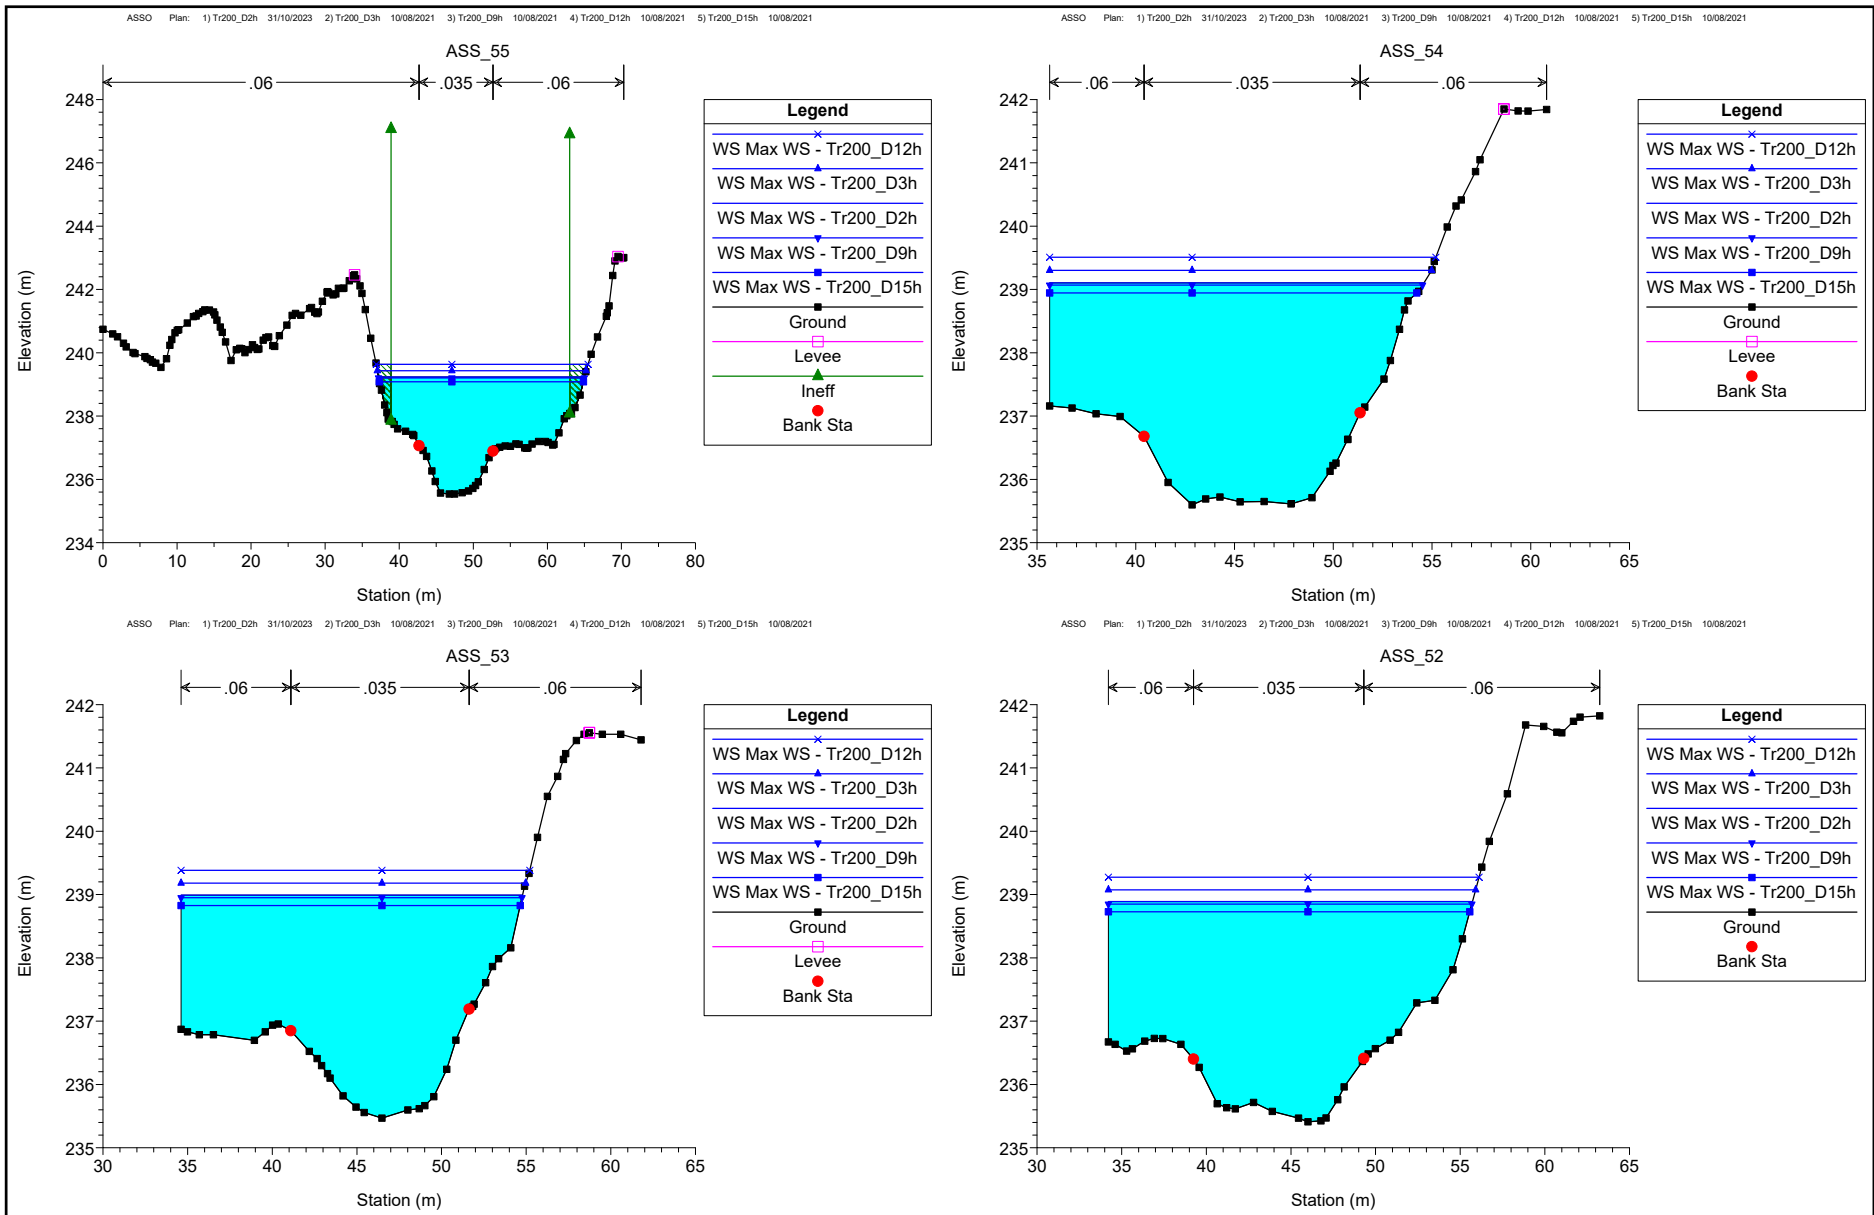 ASSO Plan: 1) Tr200_D2h 31/10/2023 2) Tr200_D3h 10/08/2021 3) Tr200_D9h 10/08/2021 4) Tr200_D12h 10/08/2021 5) Tr200_D15h 10/08/2021
ASS_55
.06 .035 .06
248
246
244
242
240
238
236
234
Elevation (m)
0 10 20 30 40 50 60 70 80
Station (m)
Legend
WS Max WS - Tr200_D12h
WS Max WS - Tr200_D3h
WS Max WS - Tr200_D2h
WS Max WS - Tr200_D9h
WS Max WS - Tr200_D15h
Ground
Levee
Ineff
Bank Sta
ASSO Plan: 1) Tr200_D2h 31/10/2023 2) Tr200_D3h 10/08/2021 3) Tr200_D9h 10/08/2021 4) Tr200_D12h 10/08/2021 5) Tr200_D15h 10/08/2021
ASS_54
.06 .035 .06
242
241
240
239
238
237
236
235
Elevation (m)
35 40 45 50 55 60 65
Station (m)
Legend
WS Max WS - Tr200_D12h
WS Max WS - Tr200_D3h
WS Max WS - Tr200_D2h
WS Max WS - Tr200_D9h
WS Max WS - Tr200_D15h
Ground
Levee
Bank Sta
ASSO Plan: 1) Tr200_D2h 31/10/2023 2) Tr200_D3h 10/08/2021 3) Tr200_D9h 10/08/2021 4) Tr200_D12h 10/08/2021 5) Tr200_D15h 10/08/2021
ASS_53
.06 .035 .06
242
241
240
239
238
237
236
235
Elevation (m)
30 35 40 45 50 55 60 65
Station (m)
Legend
WS Max WS - Tr200_D12h
WS Max WS - Tr200_D3h
WS Max WS - Tr200_D2h
WS Max WS - Tr200_D9h
WS Max WS - Tr200_D15h
Ground
Levee
Bank Sta
ASSO Plan: 1) Tr200_D2h 31/10/2023 2) Tr200_D3h 10/08/2021 3) Tr200_D9h 10/08/2021 4) Tr200_D12h 10/08/2021 5) Tr200_D15h 10/08/2021
ASS_52
.06 .035 .06
242
241
240
239
238
237
236
235
Elevation (m)
30 35 40 45 50 55 60 65
Station (m)
Legend
WS Max WS - Tr200_D12h
WS Max WS - Tr200_D3h
WS Max WS - Tr200_D2h
WS Max WS - Tr200_D9h
WS Max WS - Tr200_D15h
Ground
Bank Sta